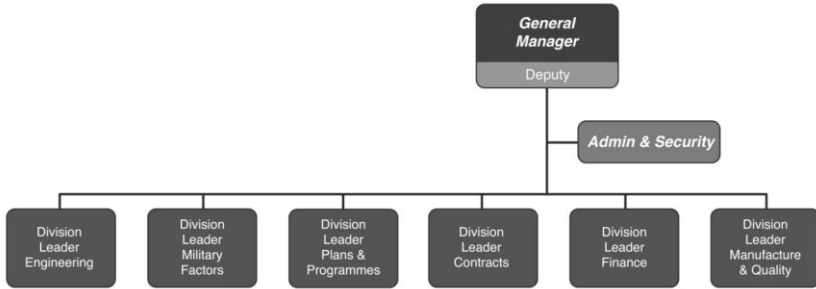 General
Manager
Deputy
Admin & Security
Division
Leader
Engineering
Division
Leader
Military
Factors
Division
Leader
Plans &
Programmes
Division
Leader
Contracts
Division
Leader
Finance
Division
Leader
Manufacture
& Quality